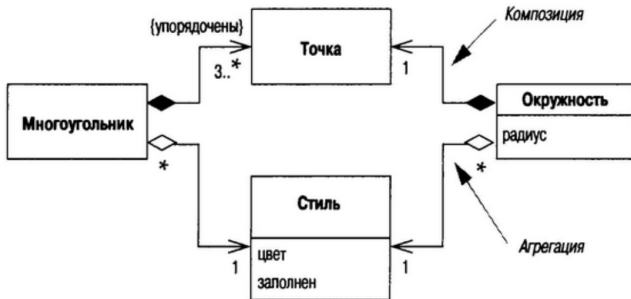 {упорядочены}
Точка
Композиция
3..*
1
Многоугольник
Окружность
радиус
*
*
Стиль
цвет
заполнен
1
1
Агрегация